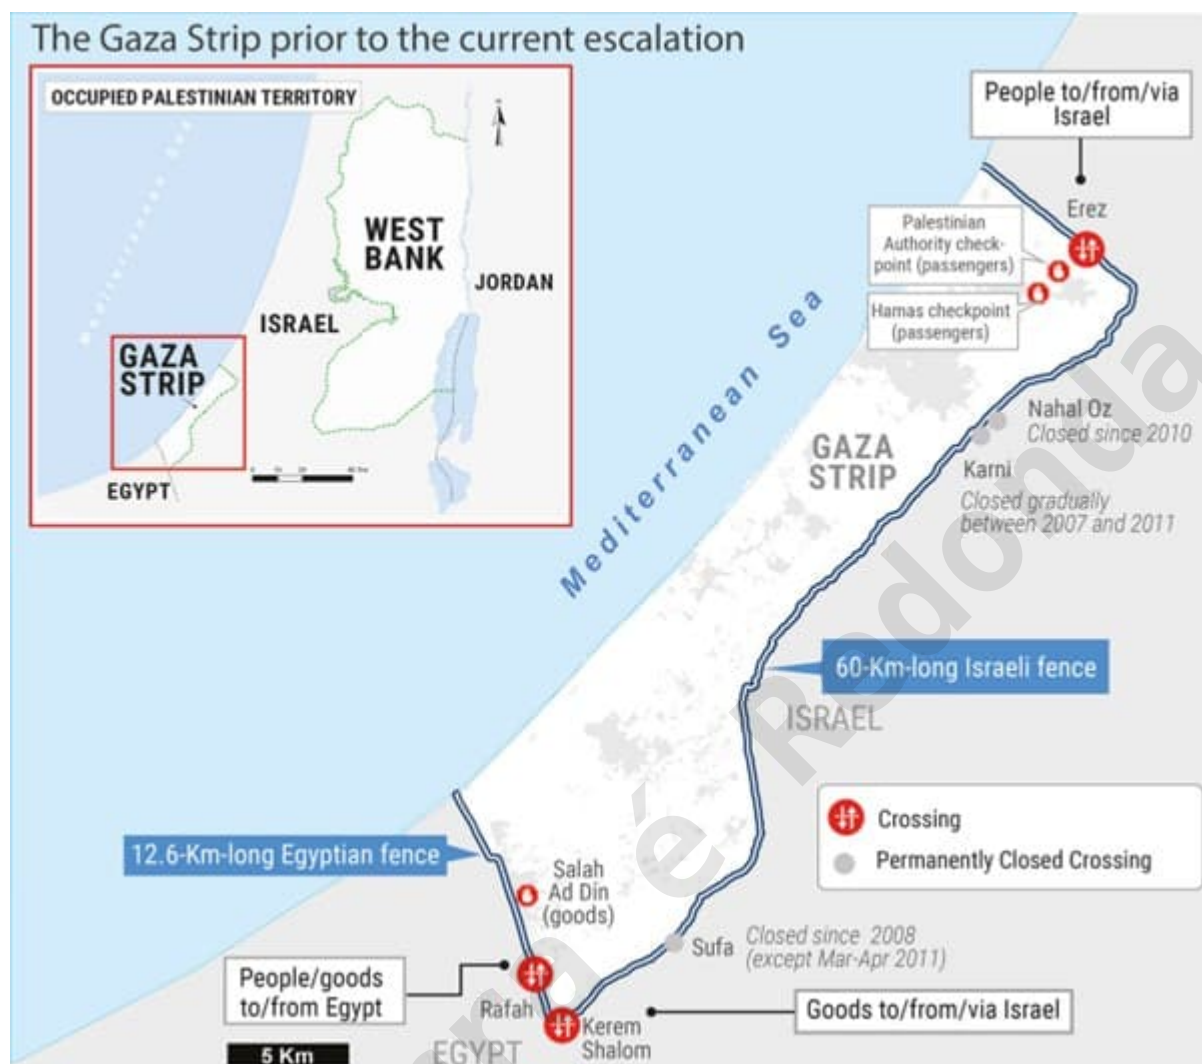 The Gaza Strip prior to the current escalation
OCCUPIED PALESTINIAN TERRITORY
WEST
BANK
JORDAN
ISRAEL
GAZA
STRIP
EGYPT
People to/from/via
Israel
Erez
Palestinian
Authority check-
point (passengers)
Hamas checkpoint
(passengers)
Mediterranean Sea
Nahal Oz
Closed since 2010
GAZA
STRIP
Karni
Closed gradually
between 2007 and 2011
60-Km-long Israeli fence
ISRAEL
Crossing
Permanently Closed Crossing
12.6-Km-long Egyptian fence
Salah
Ad Din
(goods)
Sufa
Closed since 2008
(except Mar-Apr 2011)
People/goods
to/from Egypt
Rafah
Goods to/from/via Israel
Kerem
Shalom
EGYPT
5 Km
é Redonda